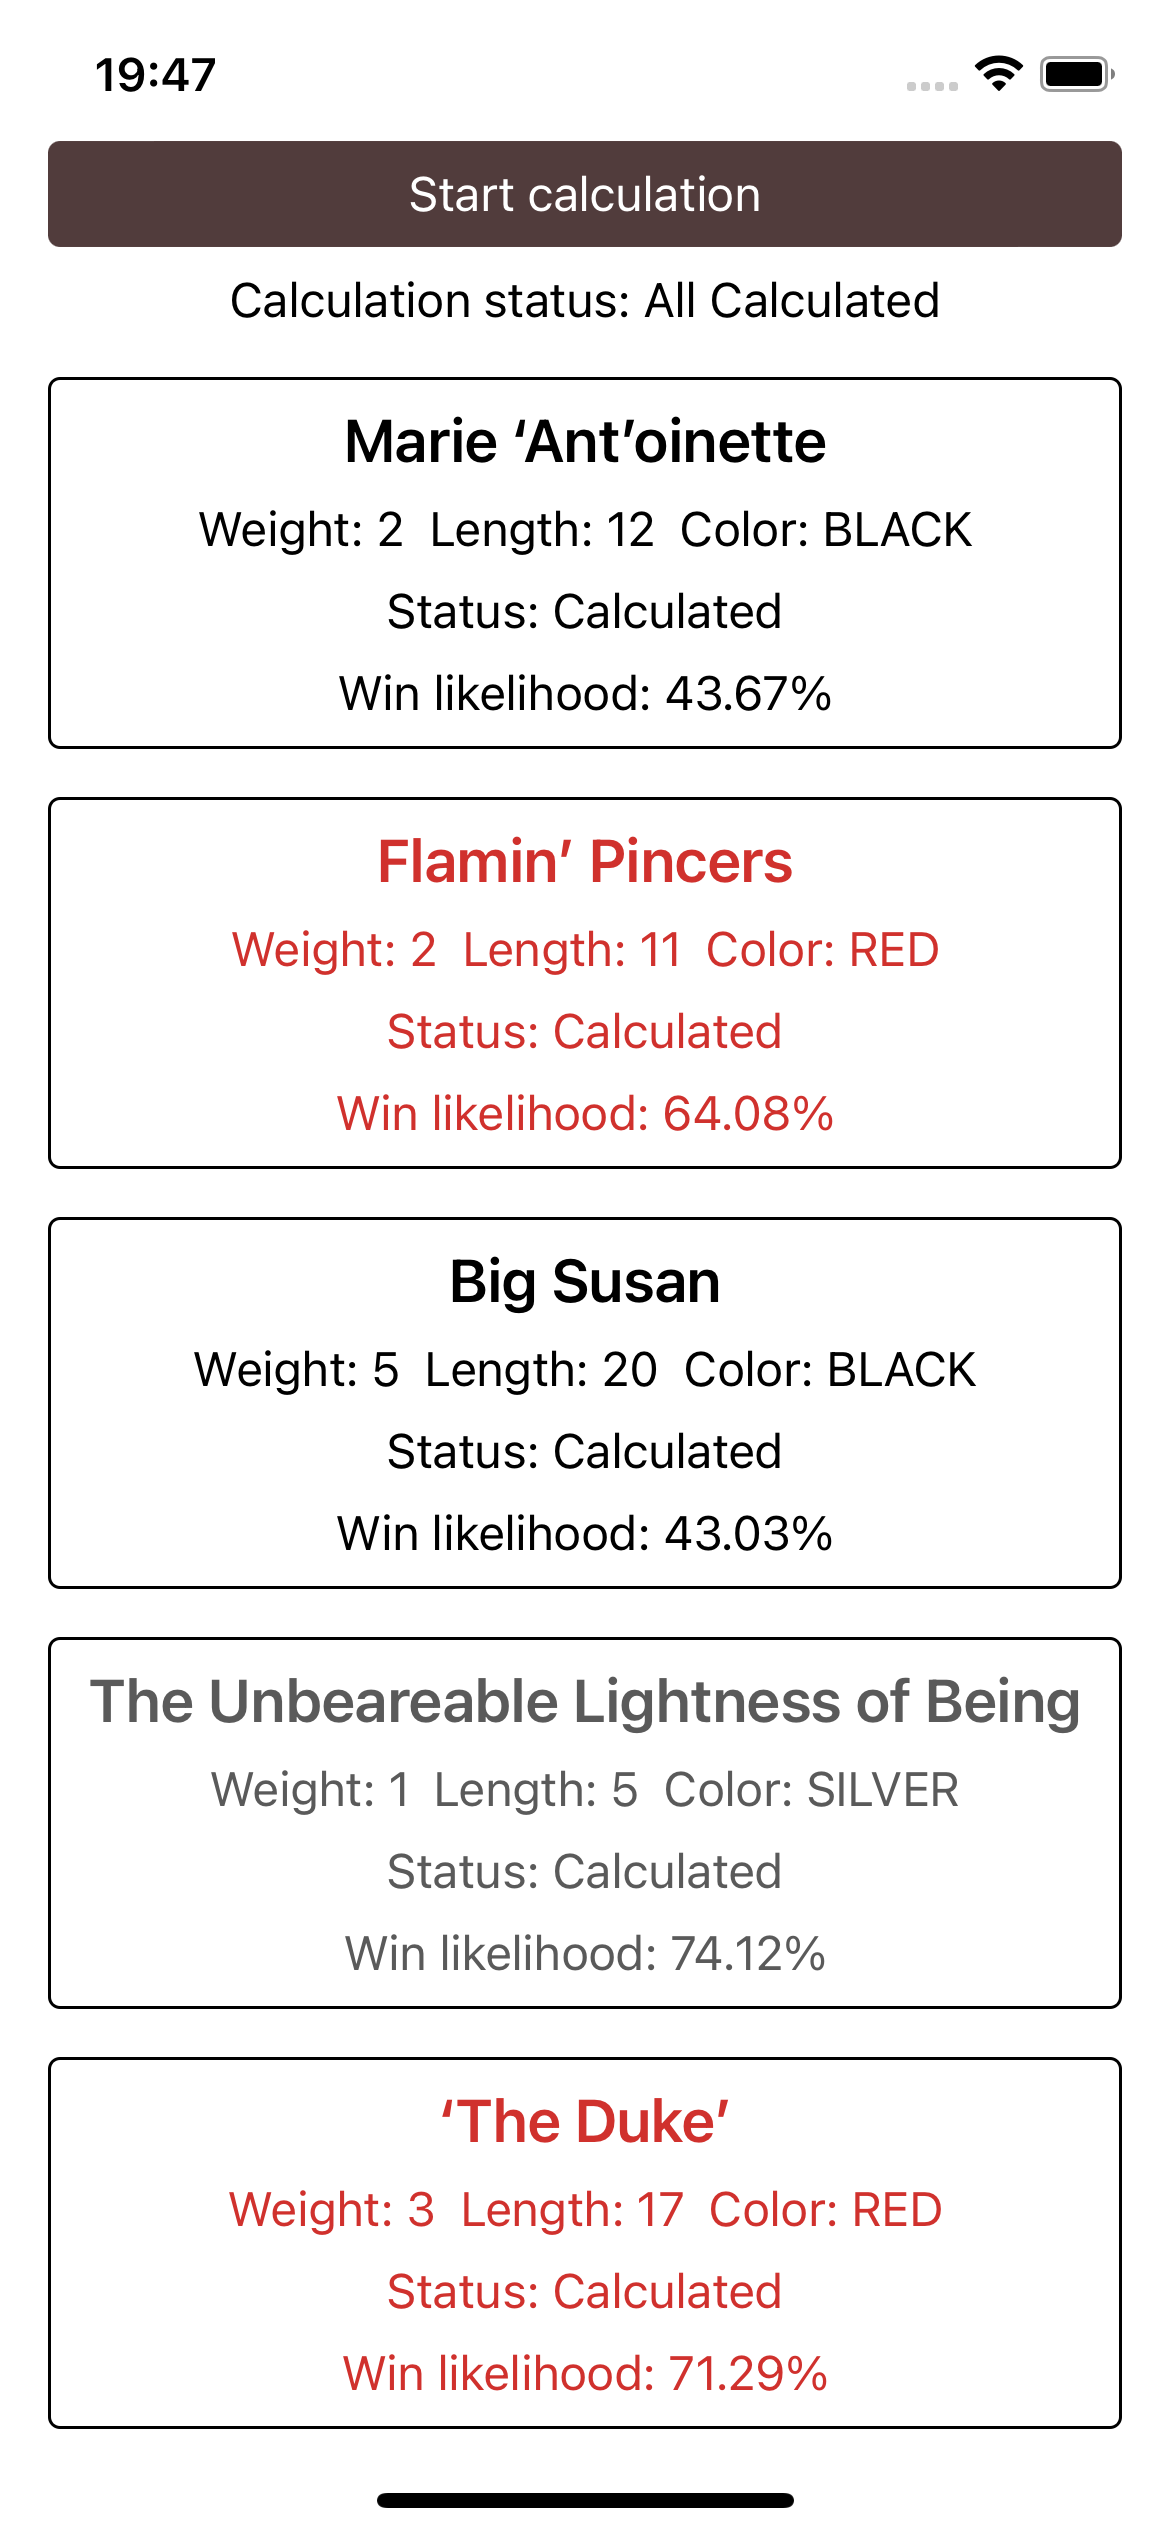 19:47
Start calculation
Calculation status: All Calculated
Marie ‘Ant’oinette
Weight: 2 Length: 12 Color: BLACK
Status: Calculated
Win likelihood: 43.67%
Flamin’ Pincers
Weight: 2 Length: 11 Color: RED
Status: Calculated
Win likelihood: 64.08%
Big Susan
Weight: 5 Length: 20 Color: BLACK
Status: Calculated
Win likelihood: 43.03%
The Unbeareable Lightness of Being
Weight: 1 Length: 5 Color: SILVER
Status: Calculated
Win likelihood: 74.12%
‘The Duke’
Weight: 3 Length: 17 Color: RED
Status: Calculated
Win likelihood: 71.29%